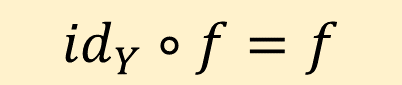 id_Y ∘ f = f